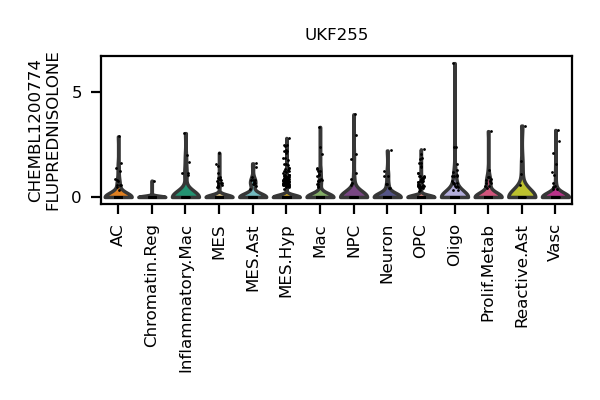 UKF255
CHEMBL1200774
FLUPREDNISOLONE
5
0
AC
Chromatin.Reg
Inflammatory.Mac
MES
MES.Ast
MES.Hyp
Mac
NPC
Neuron
OPC
Oligo
Prolif.Metab
Reactive.Ast
Vasc